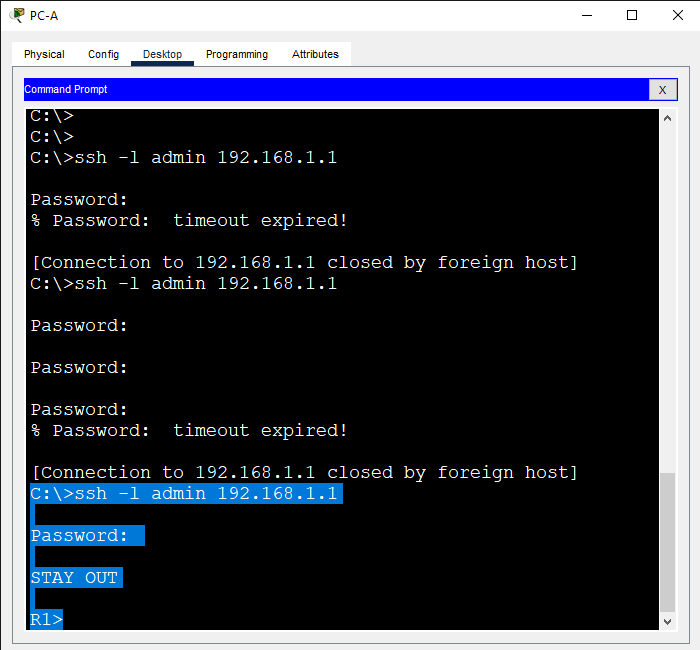 PC-A
Physical Config Desktop Programming Attributes
Command Prompt X
C:\>
C:\>
C:\>ssh -l admin 192.168.1.1
Password:
% Password:  timeout expired!
[Connection to 192.168.1.1 closed by foreign host]
C:\>ssh -l admin 192.168.1.1
Password:
Password:
Password:
% Password:  timeout expired!
[Connection to 192.168.1.1 closed by foreign host]
C:\>ssh -l admin 192.168.1.1
Password:
STAY OUT
R1>